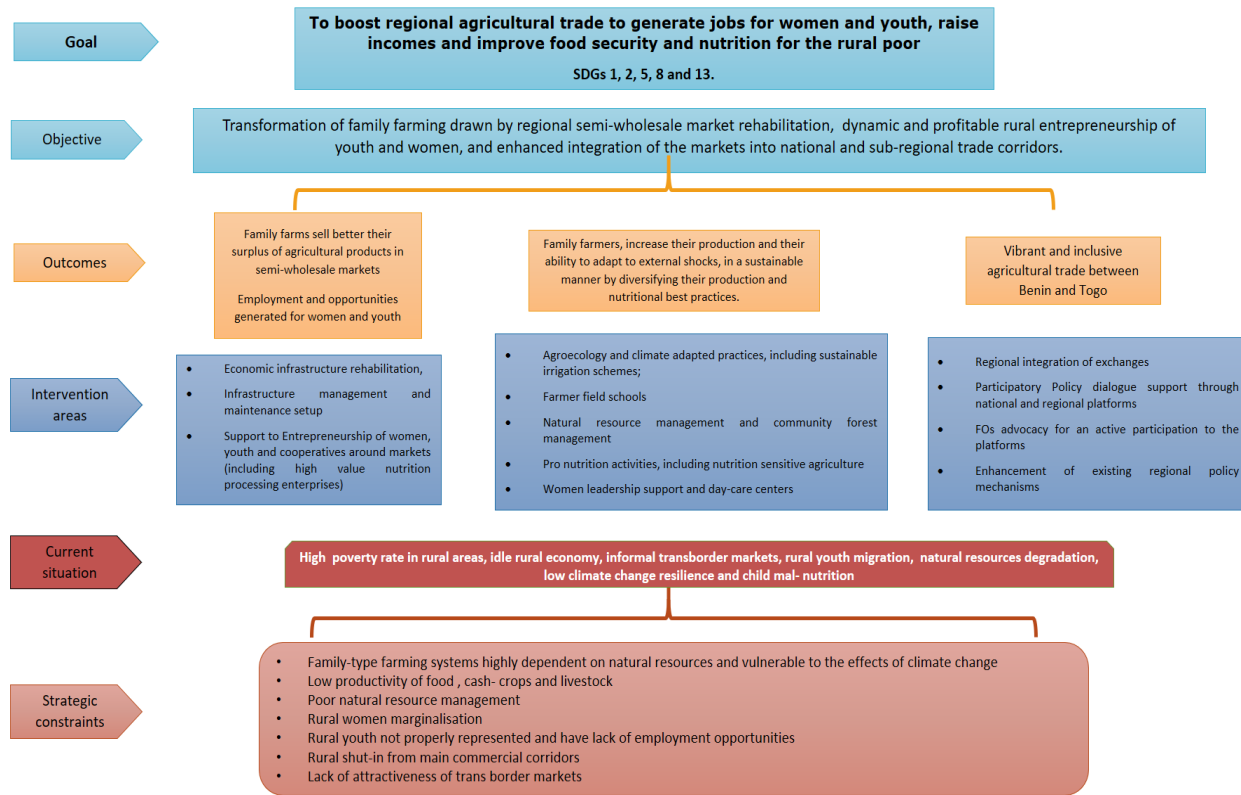 Goal
To boost regional agricultural trade to generate jobs for women and youth, raise
incomes and improve food security and nutrition for the rural poor
SDGs 1, 2, 5, 8 and 13.
Objective
Transformation of family farming drawn by regional semi-wholesale market rehabilitation, dynamic and profitable rural entrepreneurship of
youth and women, and enhanced integration of the markets into national and sub-regional trade corridors.
Outcomes
Family farms sell better their
surplus of agricultural products in
semi-wholesale markets
Employment and opportunities
generated for women and youth
Family farmers, increase their production and their
ability to adapt to external shocks, in a sustainable
manner by diversifying their production and
nutritional best practices.
Vibrant and inclusive
agricultural trade between
Benin and Togo
Intervention
areas
• Economic infrastructure rehabilitation,
• Infrastructure management and
maintenance setup
• Support to Entrepreneurship of women,
youth and cooperatives around markets
(including high value nutrition
processing enterprises)
• Agroecology and climate adapted practices, including sustainable
irrigation schemes;
• Farmer field schools
• Natural resource management and community forest
management
• Pro nutrition activities, including nutrition sensitive agriculture
• Women leadership support and day-care centers
• Regional integration of exchanges
• Participatory Policy dialogue support through
national and regional platforms
• FOs advocacy for an active participation to the
platforms
• Enhancement of existing regional policy
mechanisms
Current
situation
High poverty rate in rural areas, idle rural economy, informal transborder markets, rural youth migration, natural resources degradation,
low climate change resilience and child mal- nutrition
Strategic
constraints
• Family-type farming systems highly dependent on natural resources and vulnerable to the effects of climate change
• Low productivity of food , cash- crops and livestock
• Poor natural resource management
• Rural women marginalisation
• Rural youth not properly represented and have lack of employment opportunities
• Rural shut-in from main commercial corridors
• Lack of attractiveness of trans border markets